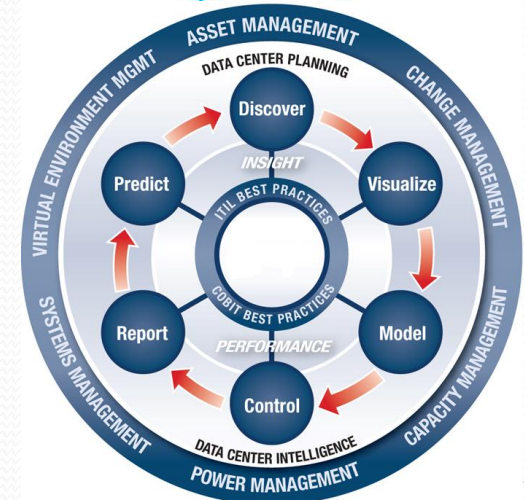 ASSET MANAGEMENT
CHANGE MANAGEMENT
CAPACITY MANAGEMENT
POWER MANAGEMENT
SYSTEMS MANAGEMENT
VIRTUAL ENVIRONMENT MGMT
DATA CENTER PLANNING
Discover
Visualize
Model
Control
Report
Predict
INSIGHT
ITIL BEST PRACTICES
COBIT BEST PRACTICES
PERFORMANCE
DATA CENTER INTELLIGENCE